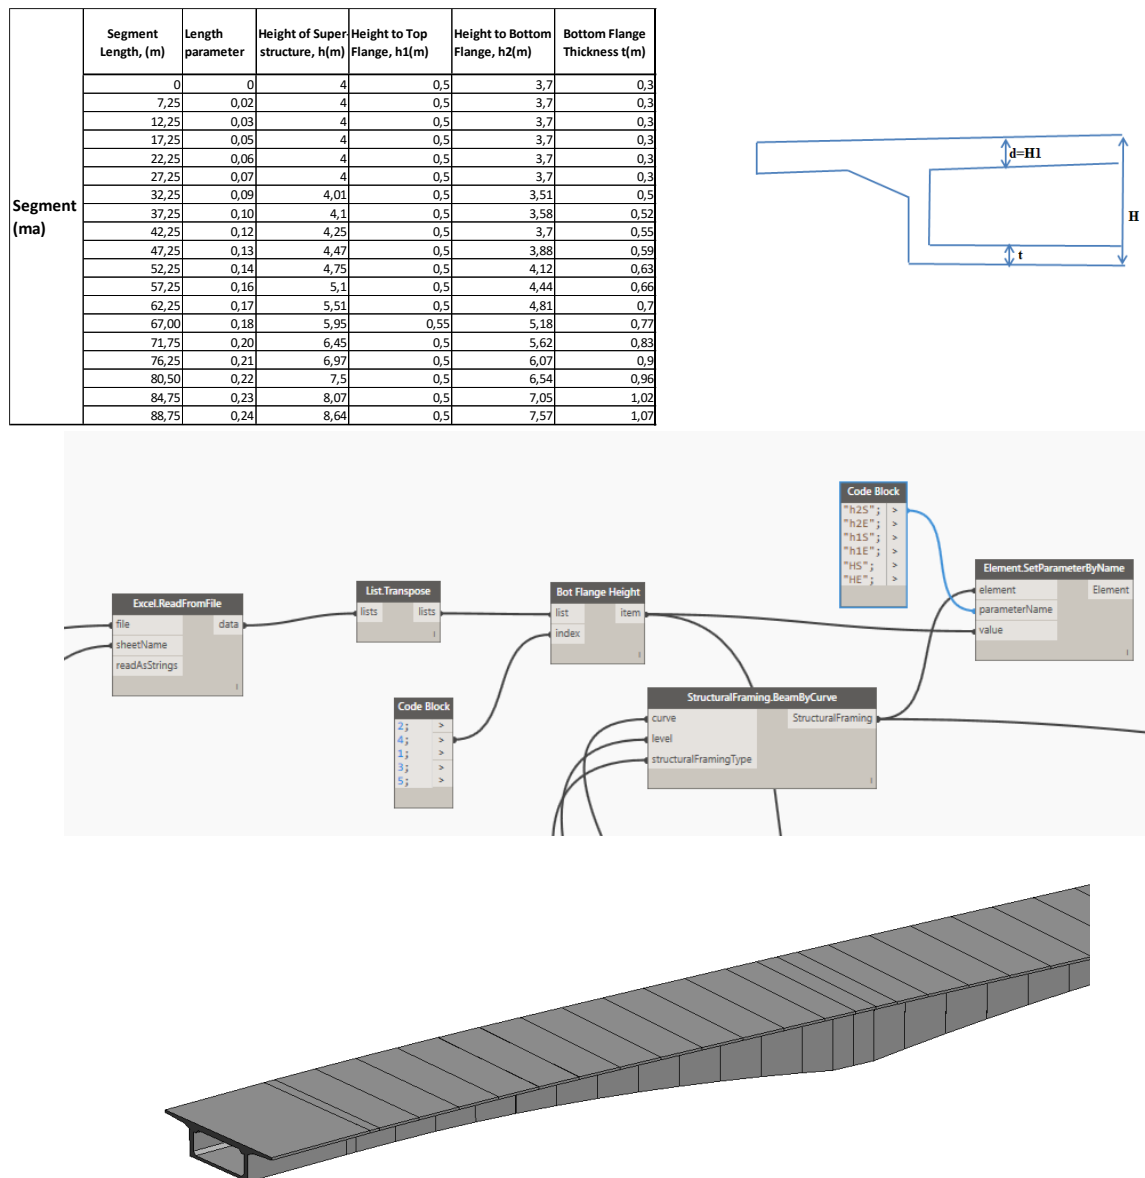 Segment Length, (m) Length parameter Height of Super-structure, h(m) Height to Top Flange, h1(m) Height to Bottom Flange, h2(m) Bottom Flange Thickness t(m)
Segment (ma)
0 0 4 0,5 3,7 0,3
7,25 0,02 4 0,5 3,7 0,3
12,25 0,03 4 0,5 3,7 0,3
17,25 0,05 4 0,5 3,7 0,3
22,25 0,06 4 0,5 3,7 0,3
27,25 0,07 4 0,5 3,7 0,3
32,25 0,09 4,01 0,5 3,51 0,5
37,25 0,10 4,1 0,5 3,58 0,52
42,25 0,12 4,25 0,5 3,7 0,55
47,25 0,13 4,47 0,5 3,88 0,59
52,25 0,14 4,75 0,5 4,12 0,63
57,25 0,16 5,1 0,5 4,44 0,66
62,25 0,17 5,51 0,5 4,81 0,7
67,00 0,18 5,95 0,55 5,18 0,77
71,75 0,20 6,45 0,5 5,62 0,83
76,25 0,21 6,97 0,5 6,07 0,9
80,50 0,22 7,5 0,5 6,54 0,96
84,75 0,23 8,07 0,5 7,05 1,02
88,75 0,24 8,64 0,5 7,57 1,07
d=H1
H
t
Code Block
"h2S"; >
"h2E"; >
"h1S"; >
"h1E"; >
"HS"; >
"HE"; >
Element.SetParameterByName
element Element
parameterName
value
Excel.ReadFromFile
file data
sheetName
readAsStrings
List.Transpose
lists lists
Bot Flange Height
list item
index
Code Block
2; >
4; >
1; >
3; >
5; >
StructuralFraming.BeamByCurve
curve StructuralFraming
level
structuralFramingType